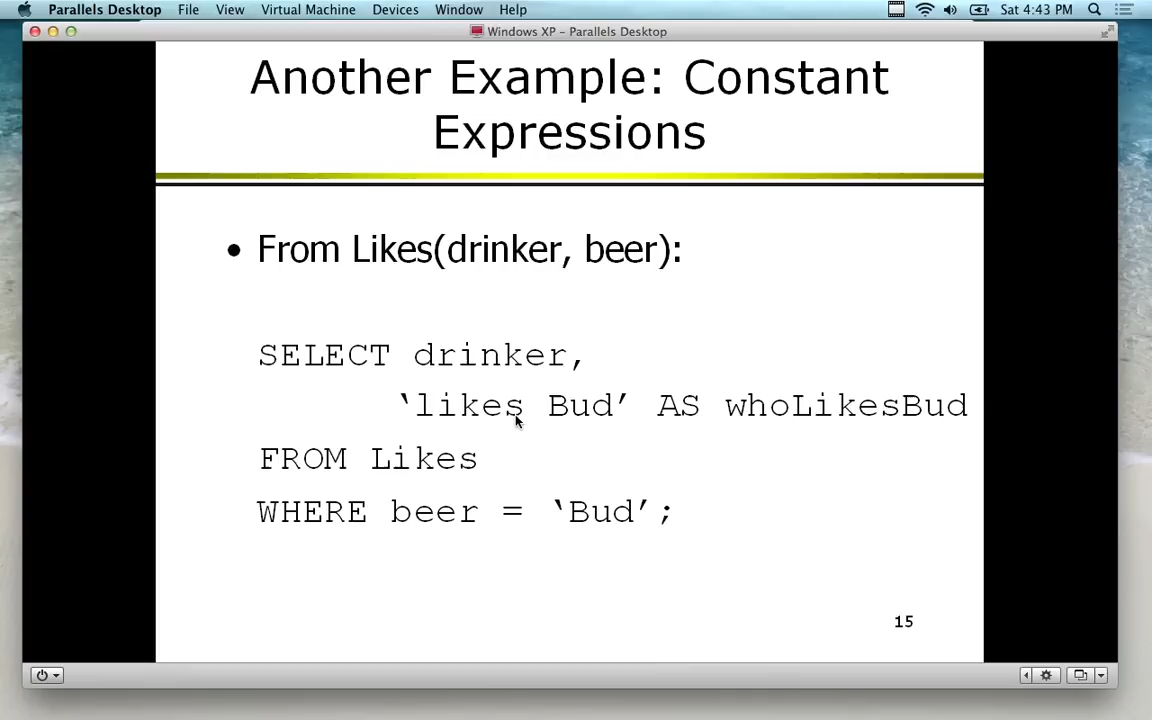 Parallels Desktop File View Virtual Machine Devices Window Help Sat 4:43 PM
Windows XP - Parallels Desktop
Another Example: Constant
Expressions
• From Likes(drinker, beer):
SELECT drinker,
‘likes Bud’ AS whoLikesBud
FROM Likes
WHERE beer = ‘Bud’;
15